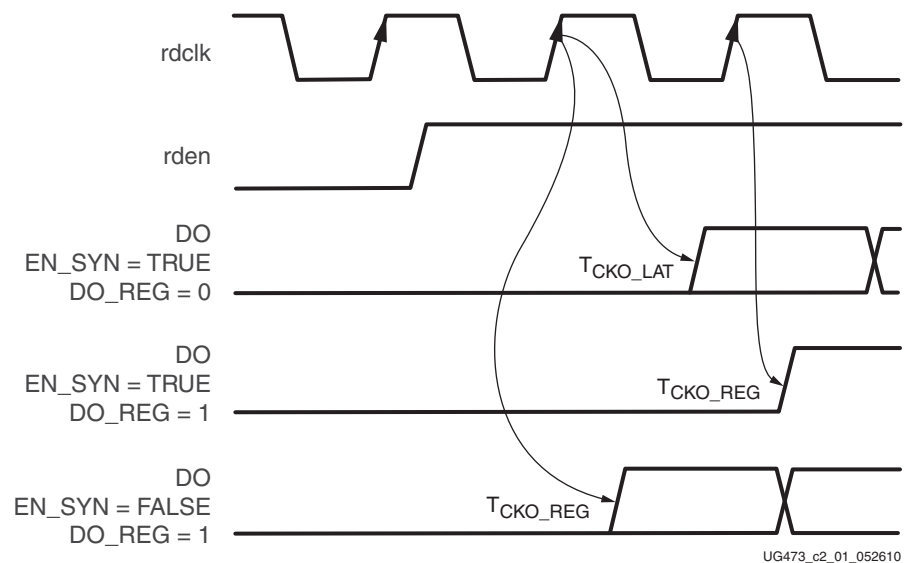 rdclk
rden
DO
EN_SYN = TRUE
DO_REG = 0
TCKO_LAT
DO
EN_SYN = TRUE
DO_REG = 1
TCKO_REG
DO
EN_SYN = FALSE
DO_REG = 1
TCKO_REG
UG473_c2_01_052610